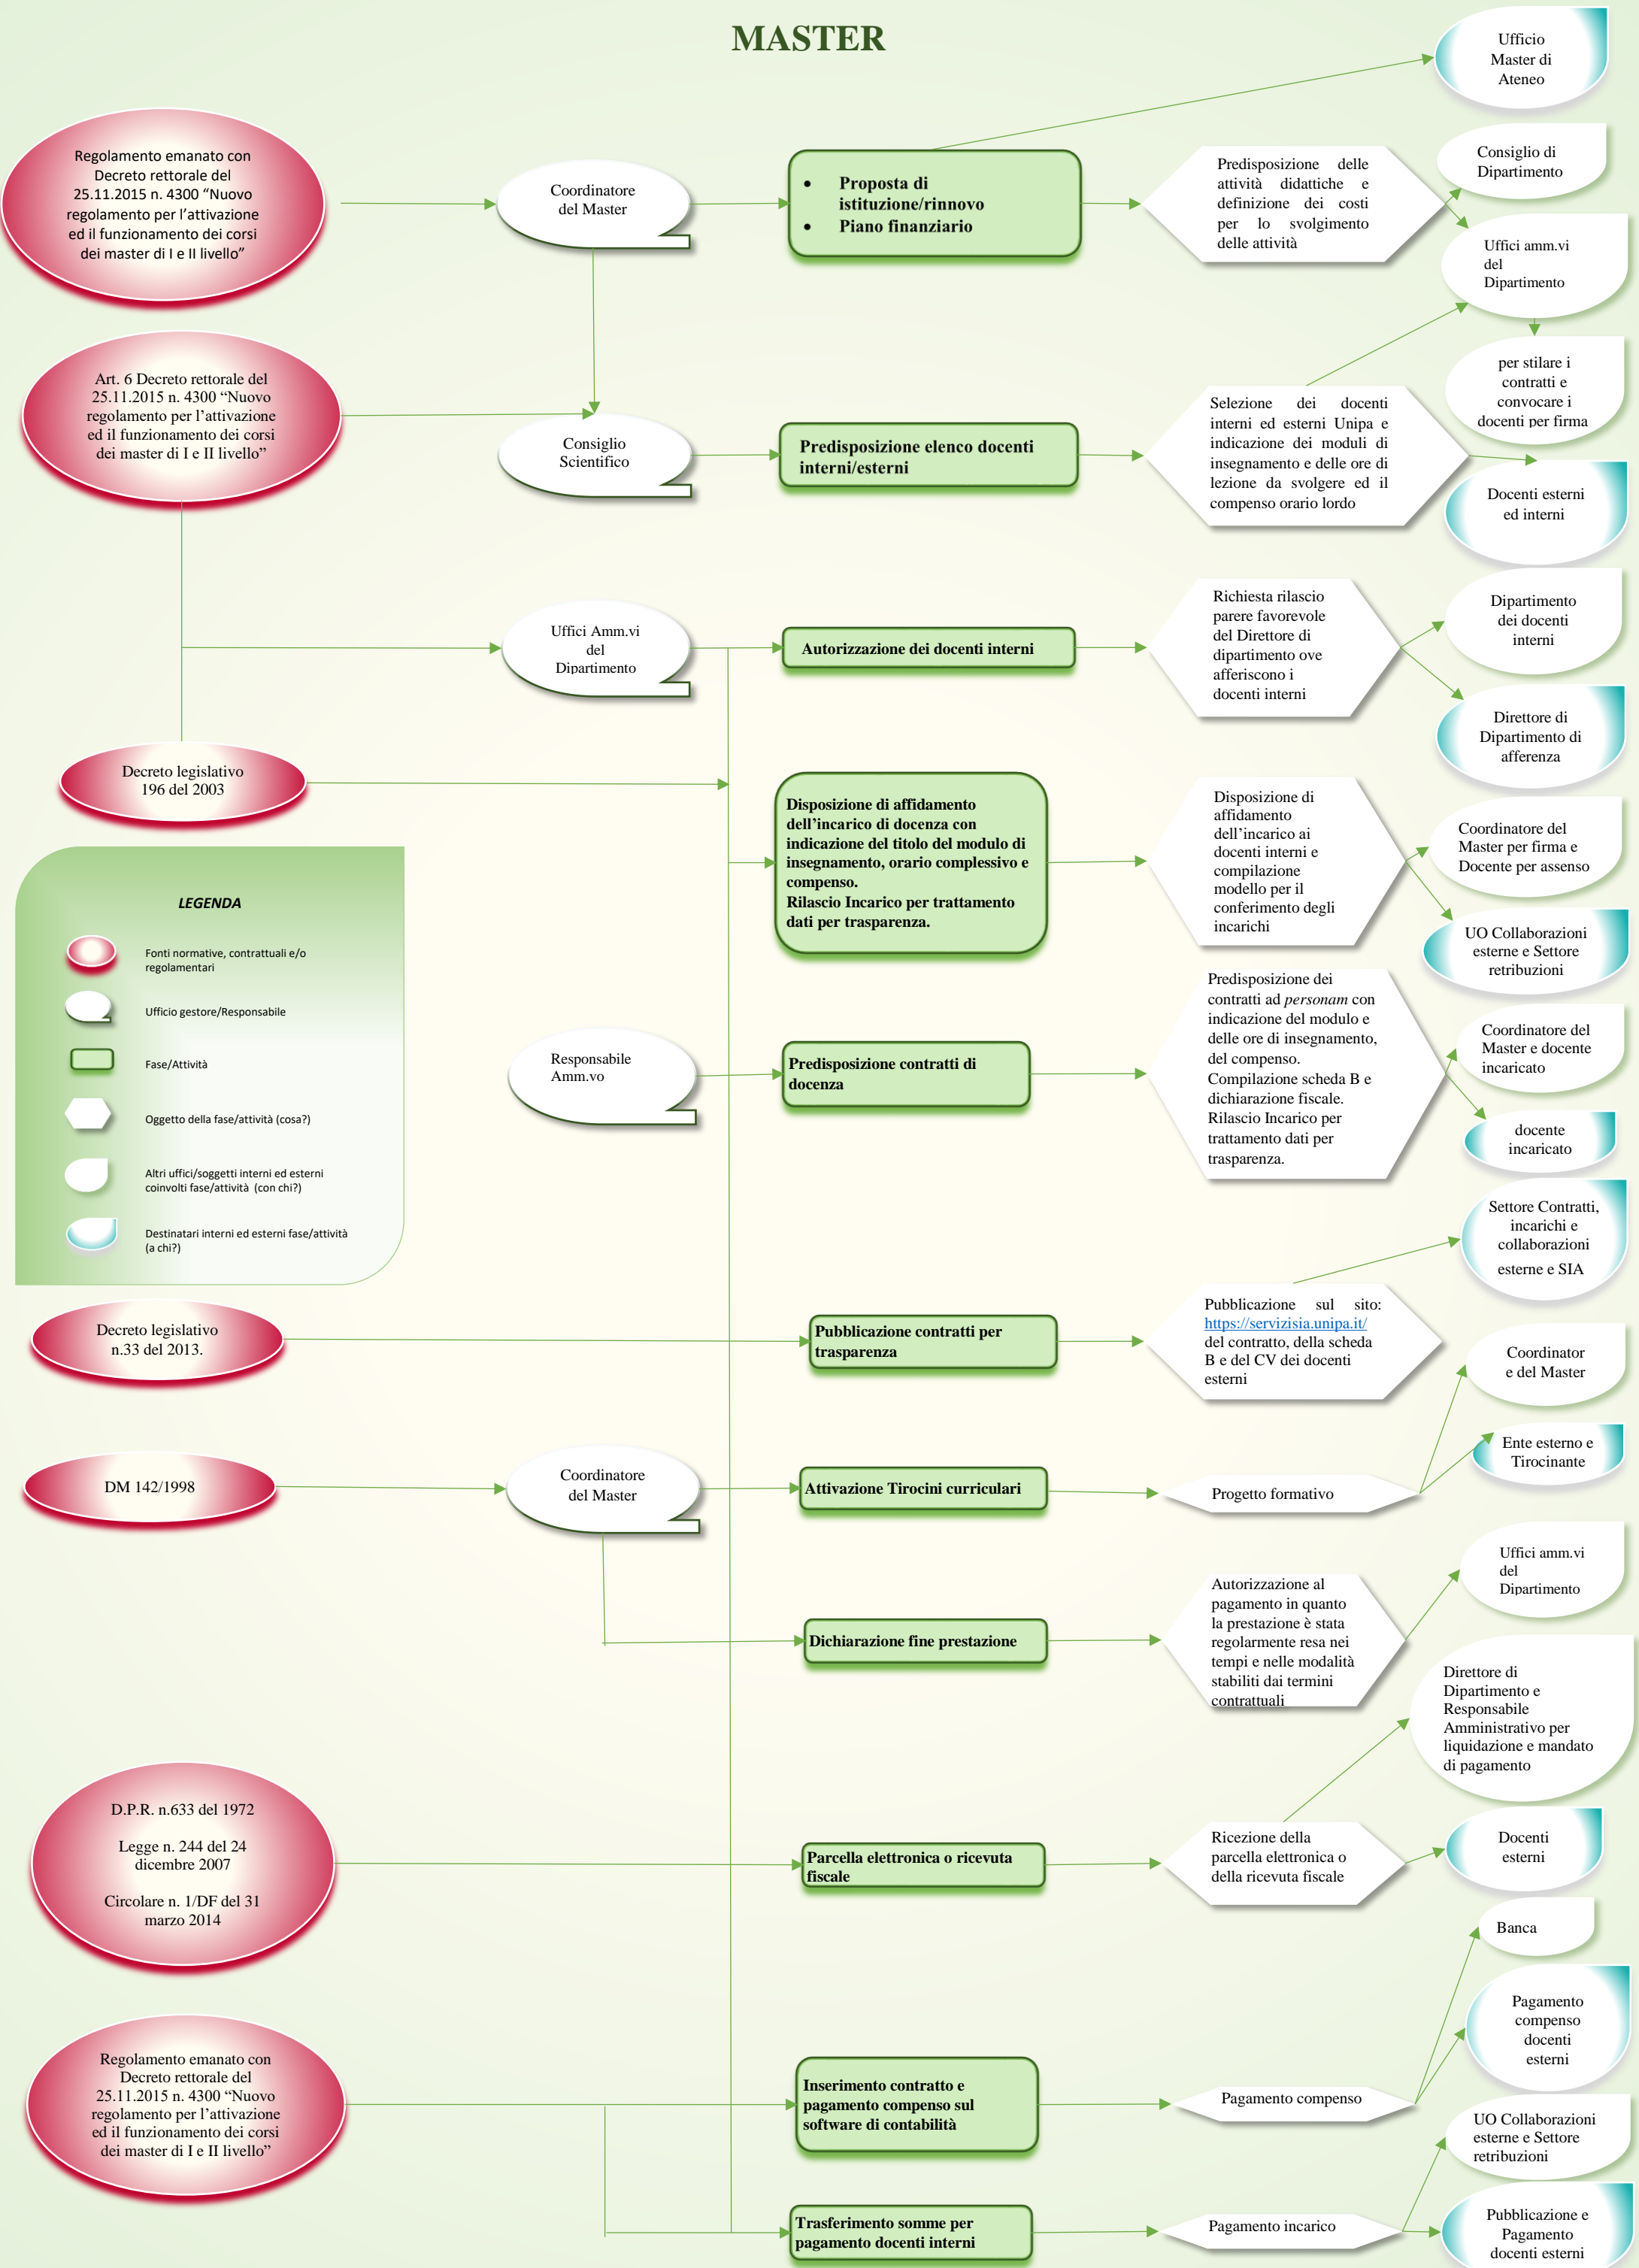 MASTER
Ufficio
Master di
Ateneo
Regolamento emanato con
Decreto rettorale del
25.11.2015 n. 4300 “Nuovo
regolamento per l’attivazione
ed il funzionamento dei corsi
dei master di I e II livello”
Coordinatore
del Master
• Proposta di
istituzione/rinnovo
• Piano finanziario
Predisposizione delle
attività didattiche e
definizione dei costi
per lo svolgimento
delle attività
Consiglio di
Dipartimento
Uffici amm.vi
del
Dipartimento
per stilare i
contratti e
convocare i
docenti per firma
Art. 6 Decreto rettorale del
25.11.2015 n. 4300 “Nuovo
regolamento per l’attivazione
ed il funzionamento dei corsi
dei master di I e II livello”
Consiglio
Scientifico
Predisposizione elenco docenti
interni/esterni
Selezione dei docenti
interni ed esterni Unipa e
indicazione dei moduli di
insegnamento e delle ore di
lezione da svolgere ed il
compenso orario lordo
Docenti esterni
ed interni
Uffici Amm.vi
del
Dipartimento
Autorizzazione dei docenti interni
Richiesta rilascio
parere favorevole
del Direttore di
dipartimento ove
afferiscono i
docenti interni
Dipartimento
dei docenti
interni
Direttore di
Dipartimento di
afferenza
Decreto legislativo
196 del 2003
Disposizione di affidamento
dell’incarico di docenza con
indicazione del titolo del modulo di
insegnamento, orario complessivo e
compenso.
Rilascio Incarico per trattamento
dati per trasparenza.
Disposizione di
affidamento
dell’incarico ai
docenti interni e
compilazione
modello per il
conferimento degli
incarichi
Coordinatore del
Master per firma e
Docente per assenso
UO Collaborazioni
esterne e Settore
retribuzioni
LEGENDA
Fonti normative, contrattuali e/o
regolamentari
Ufficio gestore/Responsabile
Fase/Attività
Oggetto della fase/attività (cosa?)
Altri uffici/soggetti interni ed esterni
coinvolti fase/attività (con chi?)
Destinatari interni ed esterni fase/attività
(a chi?)
Responsabile
Amm.vo
Predisposizione contratti di
docenza
Predisposizione dei
contratti ad personam con
indicazione del modulo e
delle ore di insegnamento,
del compenso.
Compilazione scheda B e
dichiarazione fiscale.
Rilascio Incarico per
trattamento dati per
trasparenza.
Coordinatore del
Master e docente
incaricato
docente
incaricato
Settore Contratti,
incarichi e
collaborazioni
esterne e SIA
Decreto legislativo
n.33 del 2013.
Pubblicazione contratti per
trasparenza
Pubblicazione sul sito:
https://servizisia.unipa.it/
del contratto, della scheda
B e del CV dei docenti
esterni
Coordinator
e del Master
DM 142/1998
Coordinatore
del Master
Attivazione Tirocini curriculari
Progetto formativo
Ente esterno e
Tirocinante
Dichiarazione fine prestazione
Autorizzazione al
pagamento in quanto
la prestazione è stata
regolarmente resa nei
tempi e nelle modalità
stabiliti dai termini
contrattuali
Uffici amm.vi
del
Dipartimento
Direttore di
Dipartimento e
Responsabile
Amministrativo per
liquidazione e mandato
di pagamento
D.P.R. n.633 del 1972
Legge n. 244 del 24
dicembre 2007
Circolare n. 1/DF del 31
marzo 2014
Parcella elettronica o ricevuta
fiscale
Ricezione della
parcella elettronica o
della ricevuta fiscale
Docenti
esterni
Banca
Pagamento
compenso
docenti
esterni
Regolamento emanato con
Decreto rettorale del
25.11.2015 n. 4300 “Nuovo
regolamento per l’attivazione
ed il funzionamento dei corsi
dei master di I e II livello”
Inserimento contratto e
pagamento compenso sul
software di contabilità
Pagamento compenso
UO Collaborazioni
esterne e Settore
retribuzioni
Trasferimento somme per
pagamento docenti interni
Pagamento incarico
Pubblicazione e
Pagamento
docenti esterni